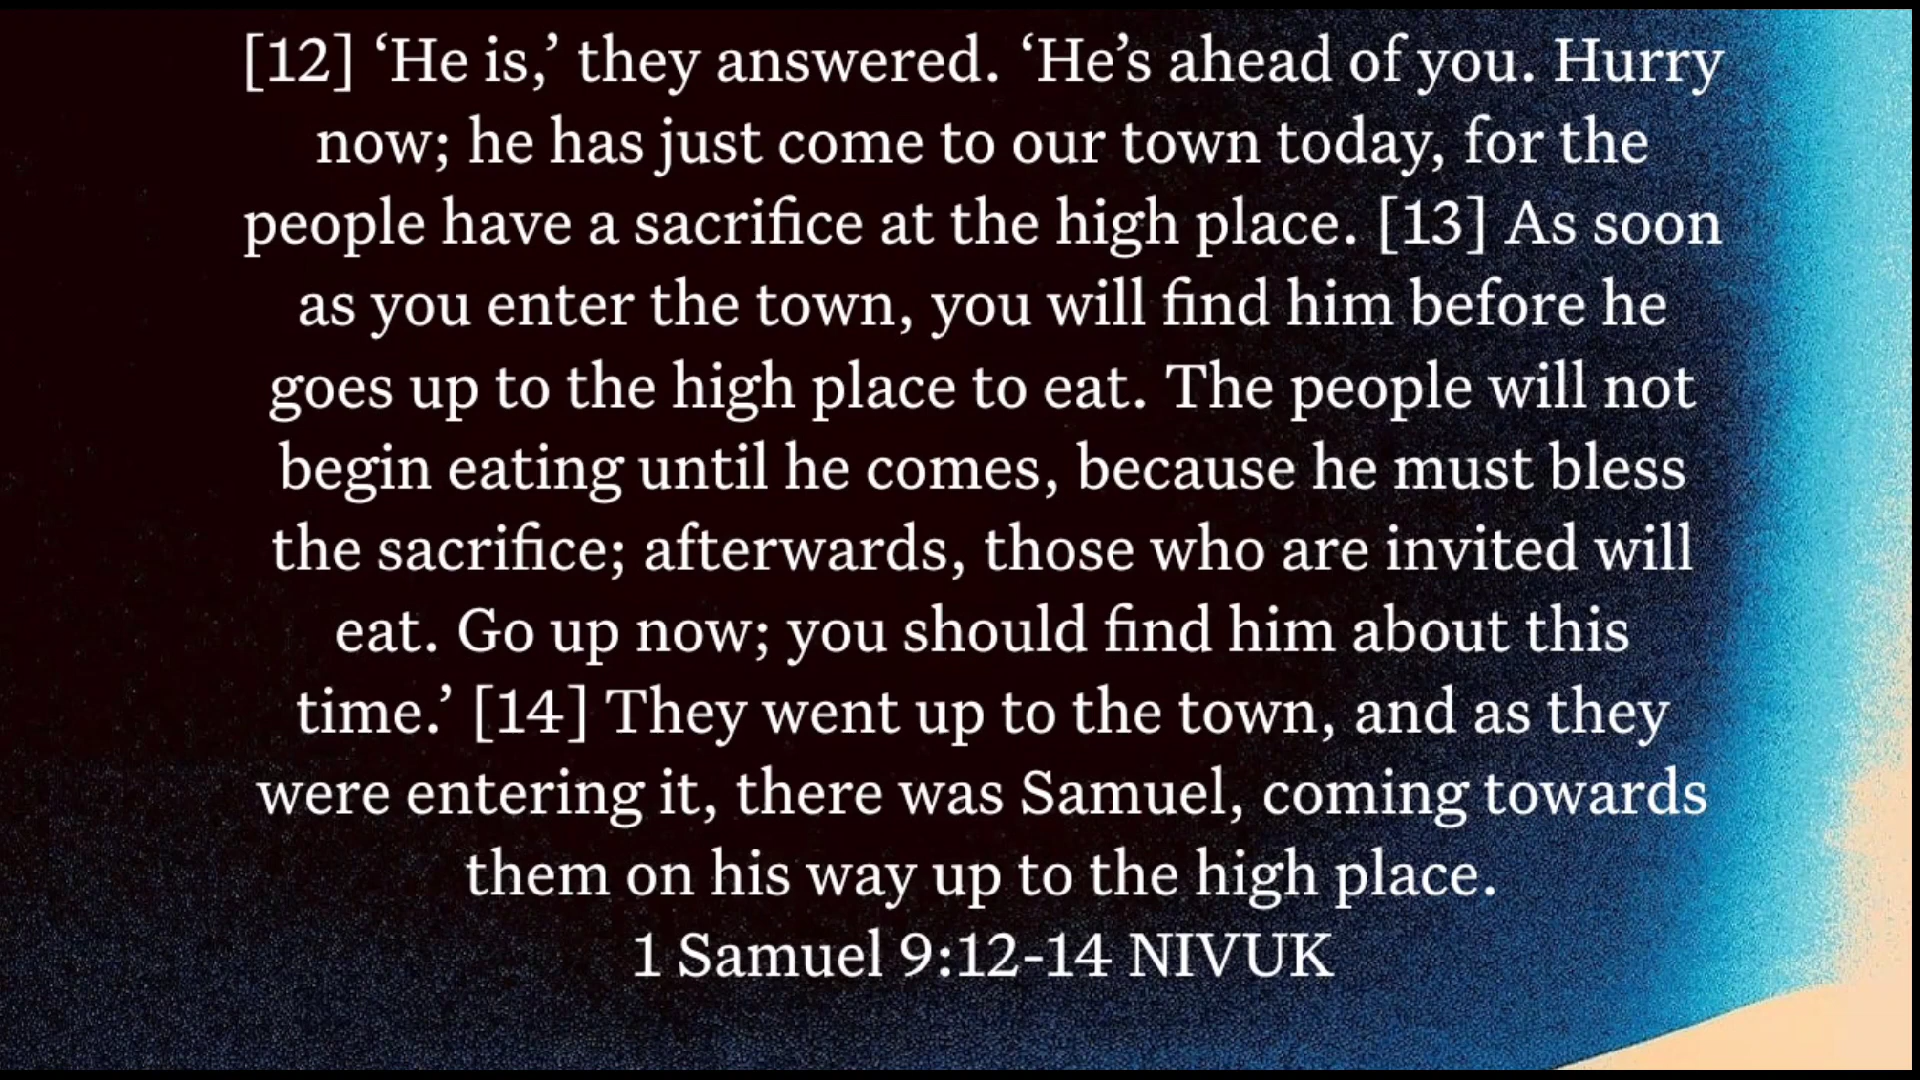 [12] ‘He is,’ they answered. ‘He’s ahead of you. Hurry
now; he has just come to our town today, for the
people have a sacrifice at the high place. [13] As soon
as you enter the town, you will find him before he
goes up to the high place to eat. The people will not
begin eating until he comes, because he must bless
the sacrifice; afterwards, those who are invited will
eat. Go up now; you should find him about this
time.’ [14] They went up to the town, and as they
were entering it, there was Samuel, coming towards
them on his way up to the high place.
1 Samuel 9:12-14 NIVUK